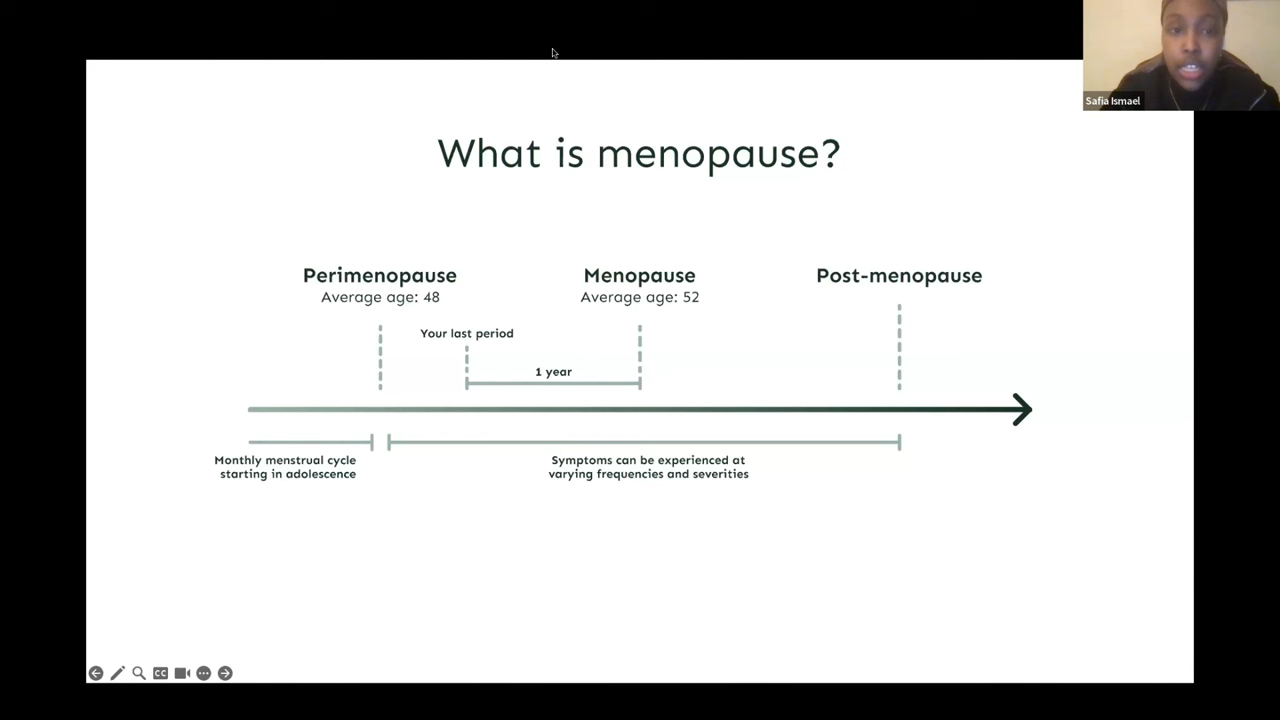 Safia Ismael
What is menopause?
Perimenopause
Average age: 48
Menopause
Average age: 52
Post-menopause
Your last period
1 year
Monthly menstrual cycle
starting in adolescence
Symptoms can be experienced at
varying frequencies and severities
CC